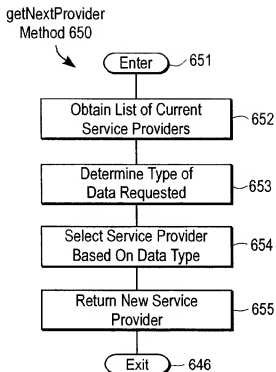 getNextProvider
Method 650
Enter
651
Obtain List of Current
Service Providers
652
Determine Type of
Data Requested
653
Select Service Provider
Based On Data Type
654
Return New Service
Provider
655
Exit
646